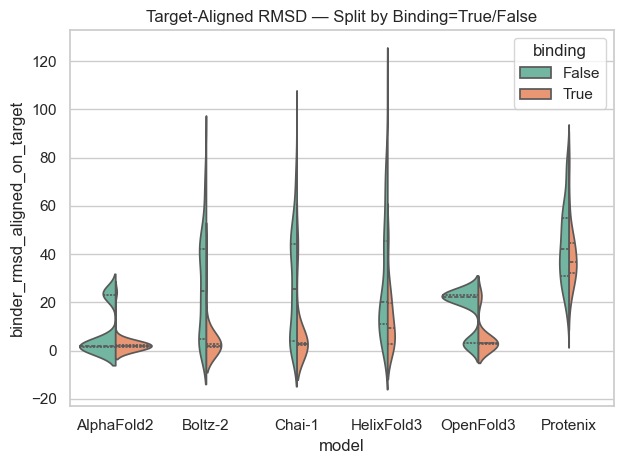 Target-Aligned RMSD — Split by Binding=True/False
binder_rmsd_aligned_on_target
120
100
80
60
40
20
0
−20
binding
False
True
AlphaFold2 Boltz-2 Chai-1 HelixFold3 OpenFold3 Protenix
model